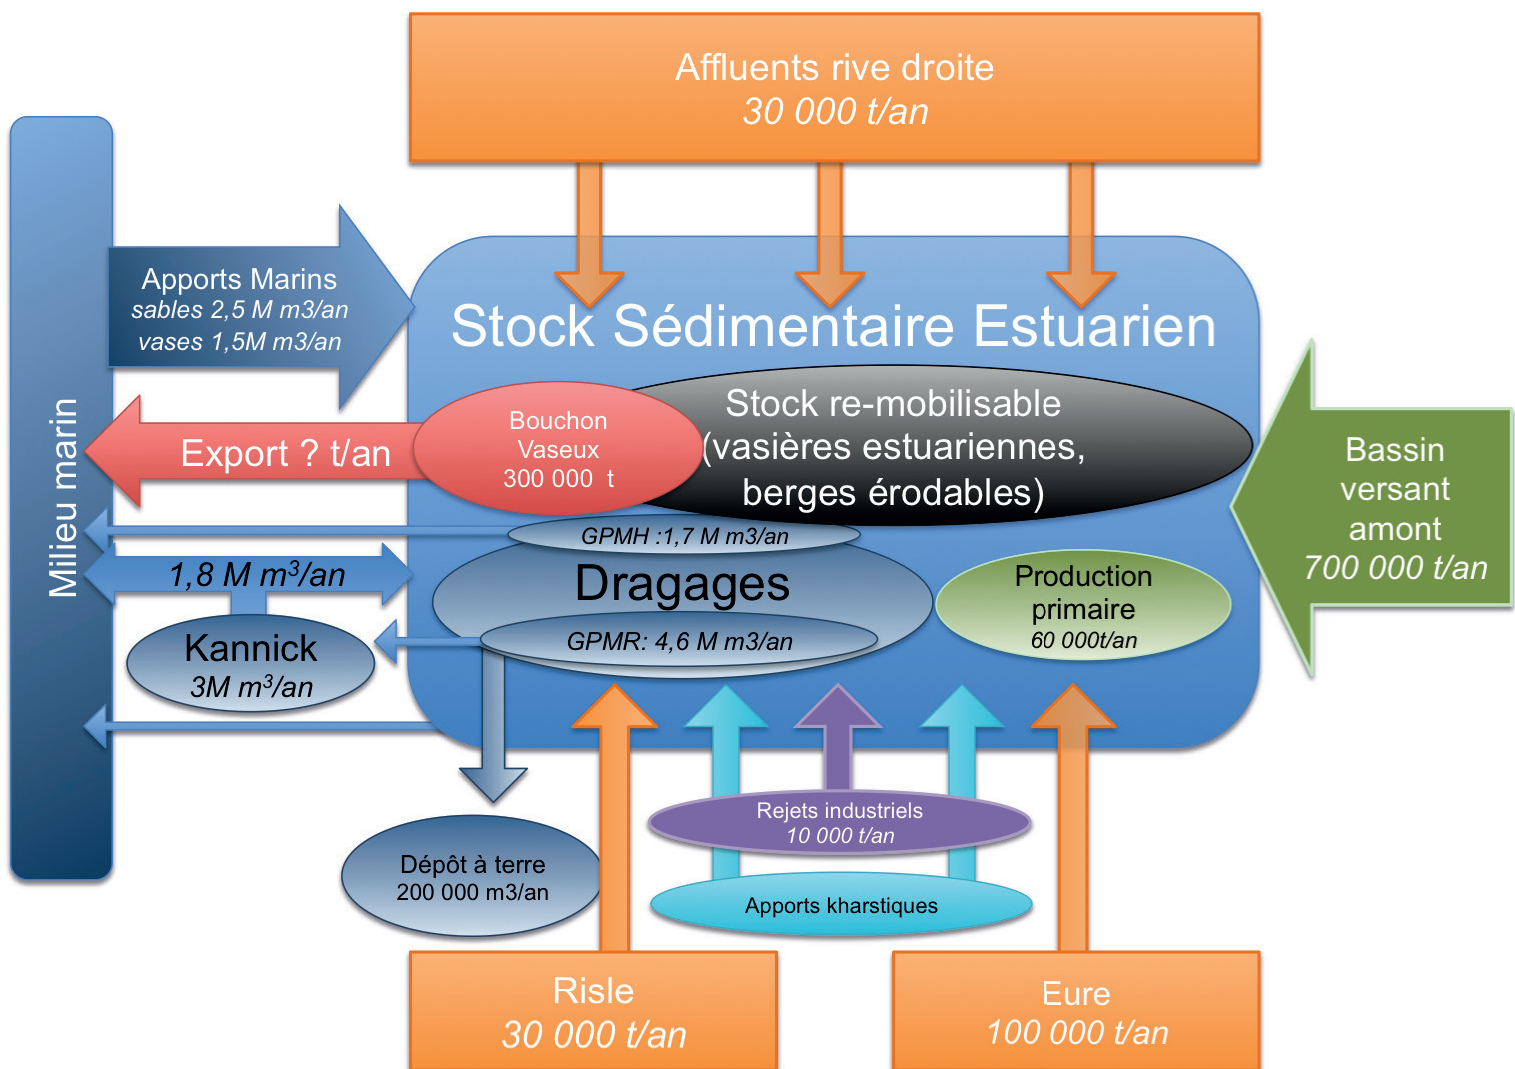 Affluents rive droite
30 000 t/an
Milieu marin
Apports Marins
sables 2,5 M m3/an
vases 1,5M m3/an
Stock Sédimentaire Estuarien
Export ? t/an
Bouchon
Vaseux
300 000 t
Stock re-mobilisable
(vasières estuariennes,
berges érodables)
Bassin
versant
amont
700 000 t/an
GPMH :1,7 M m3/an
Dragages
GPMR: 4,6 M m3/an
Production
primaire
60 000t/an
1,8 M m³/an
Kannick
3M m³/an
Dépôt à terre
200 000 m3/an
Rejets industriels
10 000 t/an
Apports kharstiques
Risle
30 000 t/an
Eure
100 000 t/an